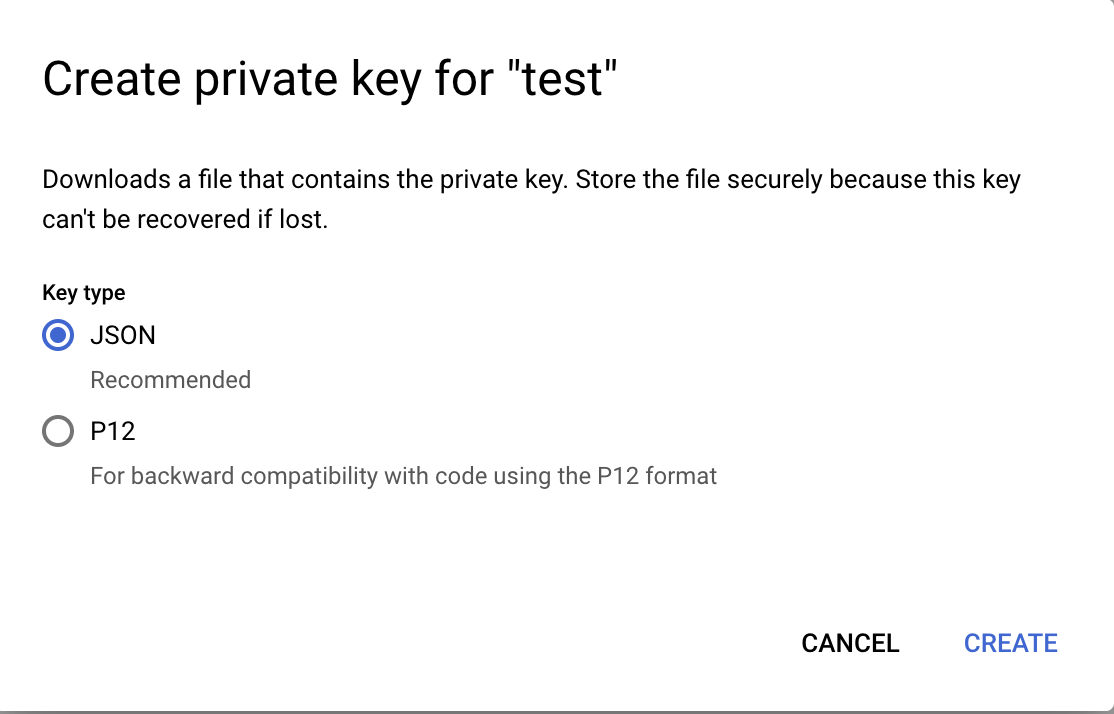 Create private key for "test"
Downloads a file that contains the private key. Store the file securely because this key
can't be recovered if lost.
Key type
JSON
Recommended
P12
For backward compatibility with code using the P12 format
CANCEL
CREATE